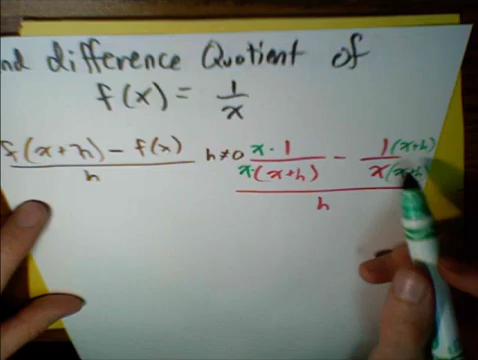 nd difference Quotient of
f(x) = 1/x
f(x+h) - f(x) / h h≠0 x·1 / x·(x+h) - 1(x+h) / x(x+h) / h